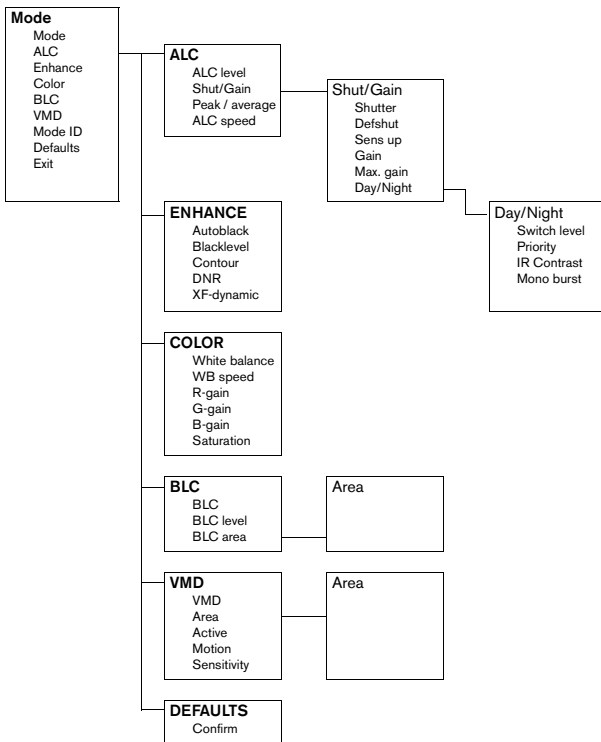 Mode
Mode
ALC
Enhance
Color
BLC
VMD
Mode ID
Defaults
Exit
ALC
ALC level
Shut/Gain
Peak / average
ALC speed
Shut/Gain
Shutter
Defshut
Sens up
Gain
Max. gain
Day/Night
Day/Night
Switch level
Priority
IR Contrast
Mono burst
ENHANCE
Autoblack
Blacklevel
Contour
DNR
XF-dynamic
COLOR
White balance
WB speed
R-gain
G-gain
B-gain
Saturation
BLC
BLC
BLC level
BLC area
Area
VMD
VMD
Area
Active
Motion
Sensitivity
Area
DEFAULTS
Confirm